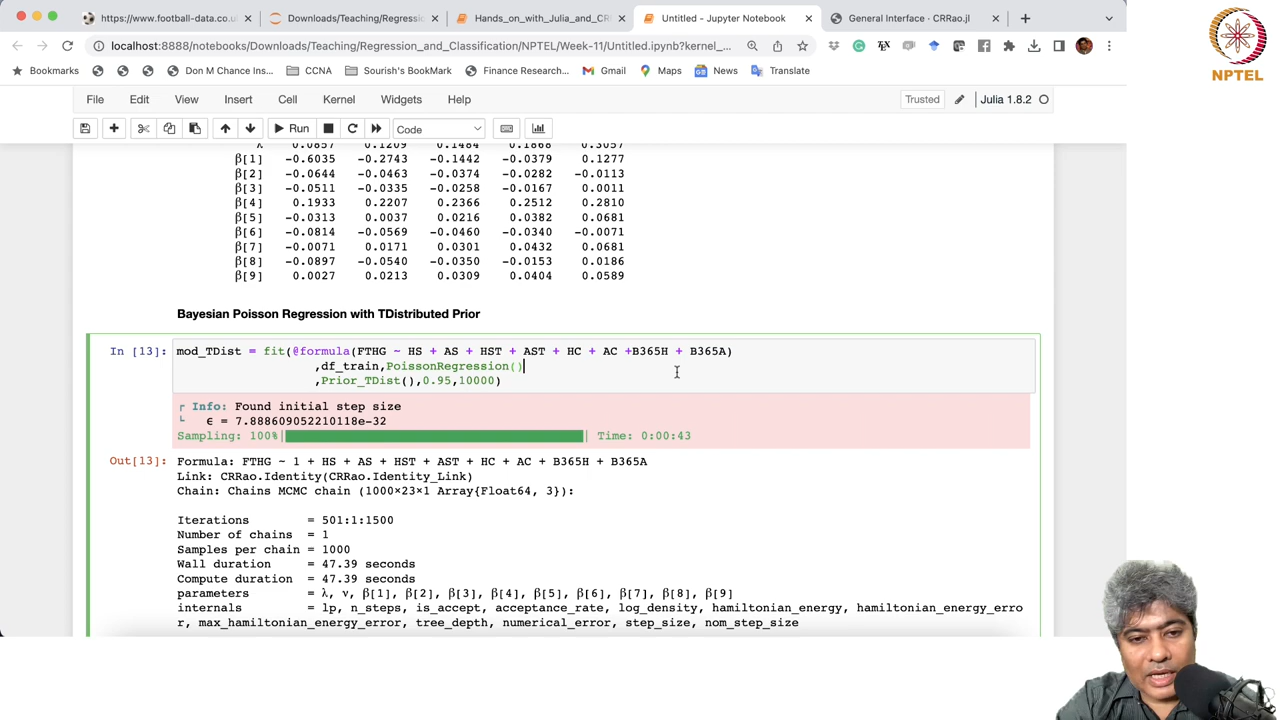 https://www.football-data.co.u
Downloads/Teaching/Regressi
Hands_on_with_Julia_and_CR
Untitled - Jupyter Notebook
General Interface · CRRao.jl
localhost:8888/notebooks/Downloads/Teaching/Regression_and_Classification/NPTEL/Week-11/Untitled.ipynb?kernel_...
Bookmarks
Don M Chance Ins...
CCNA
Sourish's BookMark
Finance Research...
Gmail
Maps
News
Translate
NPTEL
File Edit View Insert Cell Kernel Widgets Help
Trusted
Julia 1.8.2
Run
Code
λ 0.0857 0.1209 0.1484 0.1868 0.3057
β[1] -0.6035 -0.2743 -0.1442 -0.0379 0.1277
β[2] -0.0644 -0.0463 -0.0374 -0.0282 -0.0113
β[3] -0.0511 -0.0335 -0.0258 -0.0167 0.0011
β[4] 0.1933 0.2207 0.2366 0.2512 0.2810
β[5] -0.0313 0.0037 0.0216 0.0382 0.0681
β[6] -0.0814 -0.0569 -0.0460 -0.0340 -0.0071
β[7] -0.0071 0.0171 0.0301 0.0432 0.0681
β[8] -0.0897 -0.0540 -0.0350 -0.0153 0.0186
β[9] 0.0027 0.0213 0.0309 0.0404 0.0589
Bayesian Poisson Regression with TDistributed Prior
In [13]: mod_TDist = fit(@formula(FTHG ~ HS + AS + HST + AST + HC + AC +B365H + B365A)
,df_train,PoissonRegression()
,Prior_TDist(),0.95,10000)
┌ Info: Found initial step size
└ ϵ = 7.888609052210118e-32
Sampling: 100%| | Time: 0:00:43
Out[13]: Formula: FTHG ~ 1 + HS + AS + HST + AST + HC + AC + B365H + B365A
Link: CRRao.Identity(CRRao.Identity_Link)
Chain: Chains MCMC chain (1000×23×1 Array{Float64, 3}):
Iterations = 501:1:1500
Number of chains = 1
Samples per chain = 1000
Wall duration = 47.39 seconds
Compute duration = 47.39 seconds
parameters = λ, ν, β[1], β[2], β[3], β[4], β[5], β[6], β[7], β[8], β[9]
internals = lp, n_steps, is_accept, acceptance_rate, log_density, hamiltonian_energy, hamiltonian_energy_erro
r, max_hamiltonian_energy_error, tree_depth, numerical_error, step_size, nom_step_size